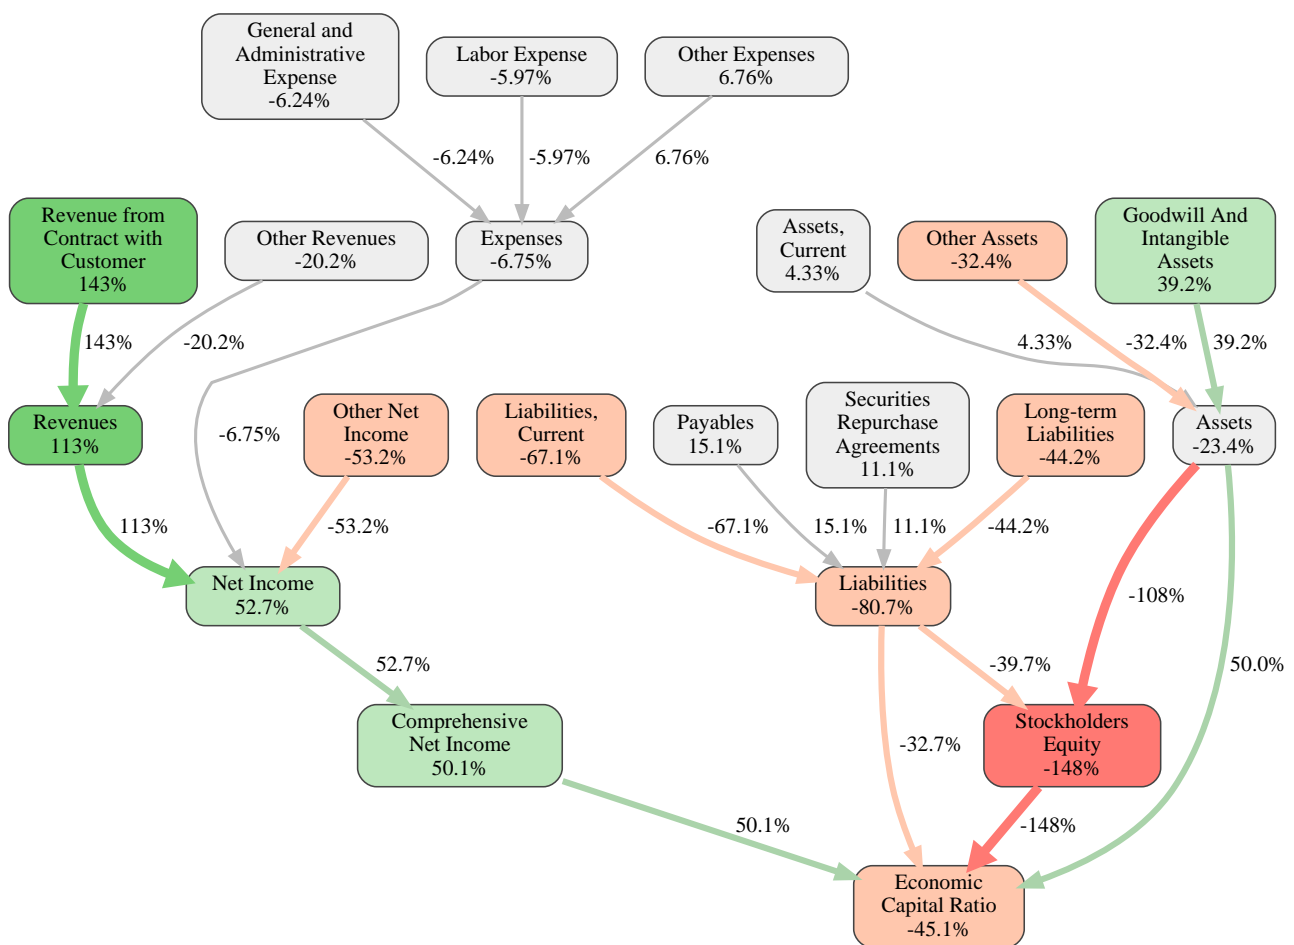 General and
Administrative
Expense
-6.24%
Labor Expense
-5.97%
Other Expenses
6.76%
-6.24%
-5.97%
6.76%
Revenue from
Contract with
Customer
143%
Other Revenues
-20.2%
Expenses
-6.75%
Assets,
Current
4.33%
Other Assets
-32.4%
Goodwill And
Intangible
Assets
39.2%
143%
-20.2%
4.33%
-32.4%
39.2%
Revenues
113%
-6.75%
Other Net
Income
-53.2%
Liabilities,
Current
-67.1%
Payables
15.1%
Securities
Repurchase
Agreements
11.1%
Long-term
Liabilities
-44.2%
Assets
-23.4%
113%
-53.2%
-67.1%
15.1%
11.1%
-44.2%
Net Income
52.7%
Liabilities
-80.7%
-108%
52.7%
-39.7%
50.0%
Comprehensive
Net Income
50.1%
-32.7%
Stockholders
Equity
-148%
50.1%
-148%
Economic
Capital Ratio
-45.1%